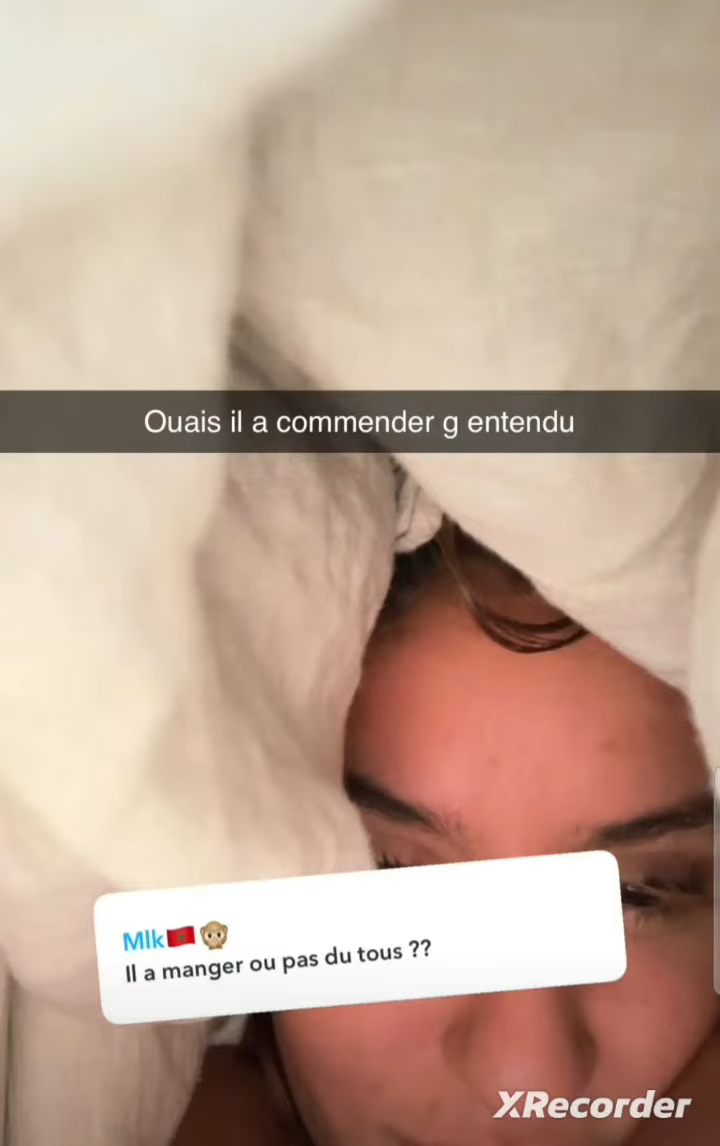 Ouais il a commender g entendu
Mlk🇲🇦🙊
Il a manger ou pas du tous ??
XRecorder